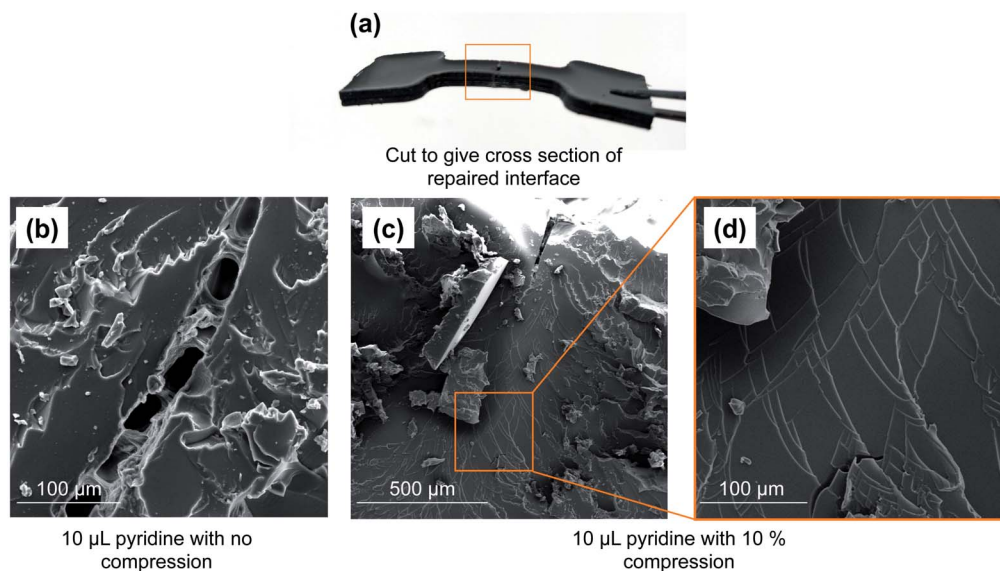 (a)
Cut to give cross section of
repaired interface
(b)
(c)
(d)
100 µm
500 µm
100 µm
10 µL pyridine with no
compression
10 µL pyridine with 10 %
compression